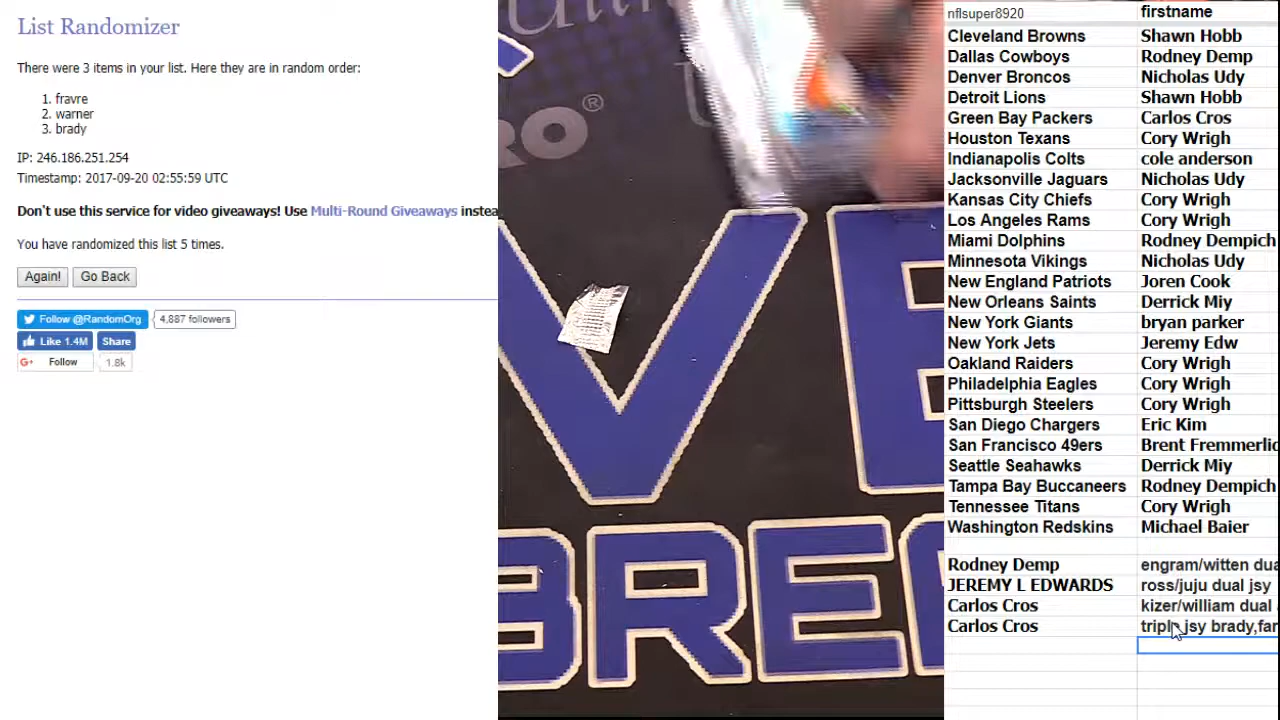 List Randomizer
There were 3 items in your list. Here they are in random order:
1. fravre
2. warner
3. brady
IP: 246.186.251.254
Timestamp: 2017-09-20 02:55:59 UTC
Don't use this service for video giveaways! Use Multi-Round Giveaways instea
You have randomized this list 5 times.
Again! Go Back
Follow @RandomOrg 4,887 followers
Like 1.4M Share
G+ Follow 1.8k
RO®
VE
BREC
nflsuper8920 firstname
Cleveland Browns Shawn Hobb
Dallas Cowboys Rodney Demp
Denver Broncos Nicholas Udy
Detroit Lions Shawn Hobb
Green Bay Packers Carlos Cros
Houston Texans Cory Wrigh
Indianapolis Colts cole anderson
Jacksonville Jaguars Nicholas Udy
Kansas City Chiefs Cory Wrigh
Los Angeles Rams Cory Wrigh
Miami Dolphins Rodney Dempich
Minnesota Vikings Nicholas Udy
New England Patriots Joren Cook
New Orleans Saints Derrick Miy
New York Giants bryan parker
New York Jets Jeremy Edw
Oakland Raiders Cory Wrigh
Philadelphia Eagles Cory Wrigh
Pittsburgh Steelers Cory Wrigh
San Diego Chargers Eric Kim
San Francisco 49ers Brent Fremmerlic
Seattle Seahawks Derrick Miy
Tampa Bay Buccaneers Rodney Dempich
Tennessee Titans Cory Wrigh
Washington Redskins Michael Baier
Rodney Demp engram/witten dua
JEREMY L EDWARDS ross/juju dual jsy
Carlos Cros kizer/william dual
Carlos Cros triple jsy brady,far